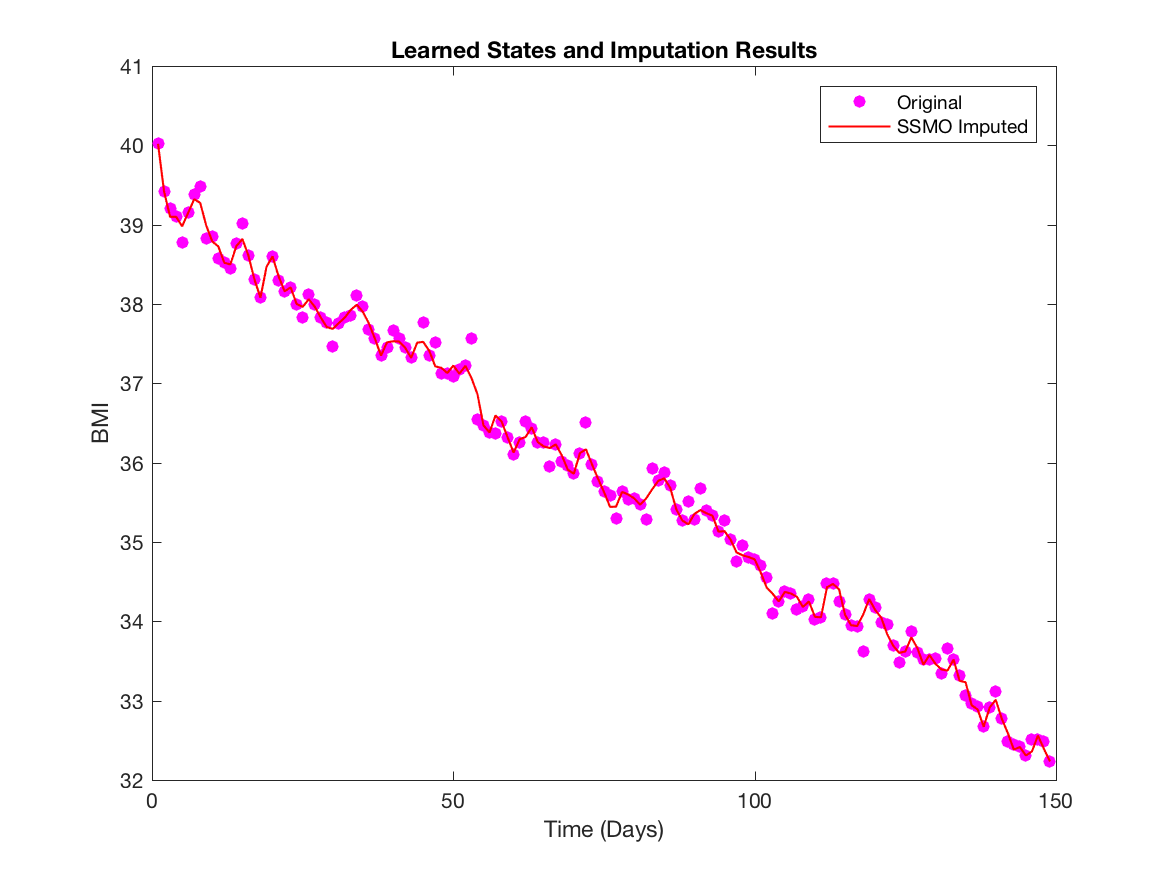 Learned States and Imputation Results
41
40
39
38
37
36
35
34
33
32
BMI
Original
SSMO Imputed
0 50 100 150
Time (Days)